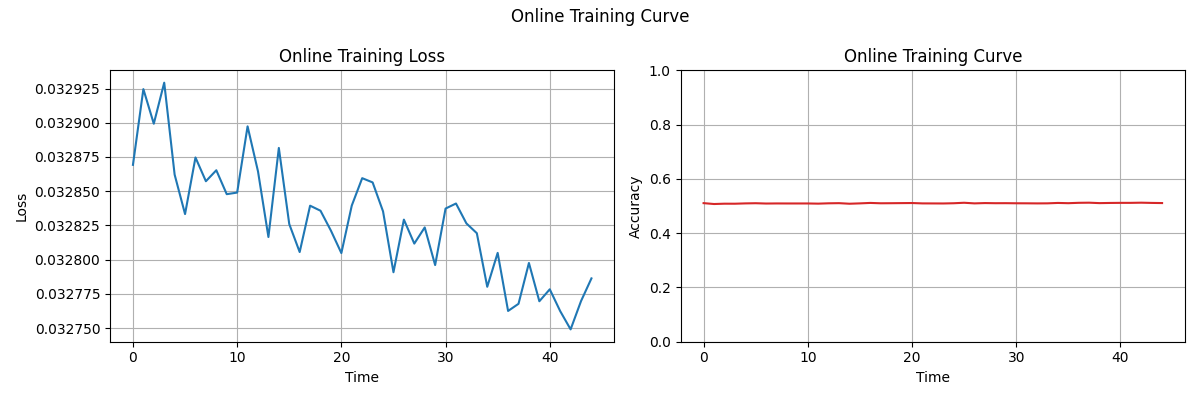 Online Training Curve
Online Training Loss
0.032925
0.032900
0.032875
0.032850
0.032825
0.032800
0.032775
0.032750
Loss
0 10 20 30 40
Time
Online Training Curve
1.0
0.8
0.6
0.4
0.2
0.0
Accuracy
0 10 20 30 40
Time